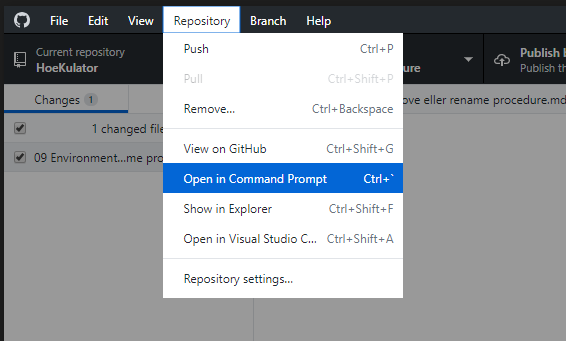 File Edit View Repository Branch Help
Current repository
HoeKulator
ure
Publish
Publish th
Push Ctrl+P
Pull Ctrl+Shift+P
Remove... Ctrl+Backspace
View on GitHub Ctrl+Shift+G
Open in Command Prompt Ctrl+`
Show in Explorer Ctrl+Shift+F
Open in Visual Studio C... Ctrl+Shift+A
Repository settings...
Changes 1
ove eller rename procedure.md
1 changed file
09 Environment...me pro